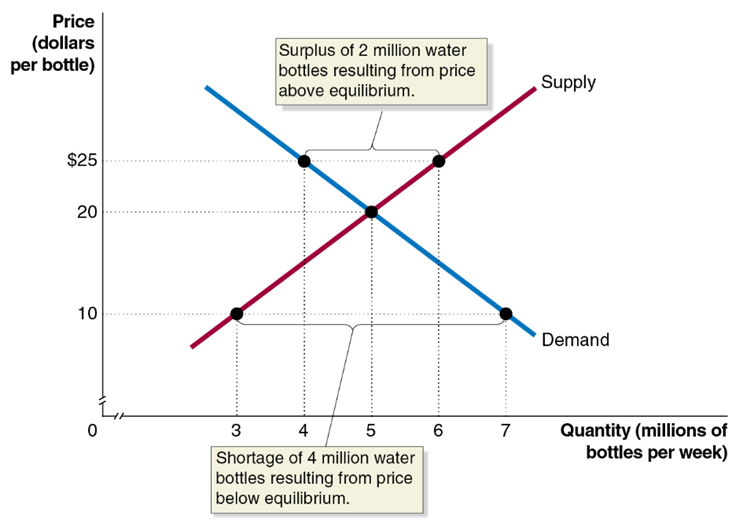 Price
(dollars
per bottle)
Surplus of 2 million water
bottles resulting from price
above equilibrium.
Supply
$25
20
10
Demand
0
3
4
5
6
7
Quantity (millions of
bottles per week)
Shortage of 4 million water
bottles resulting from price
below equilibrium.